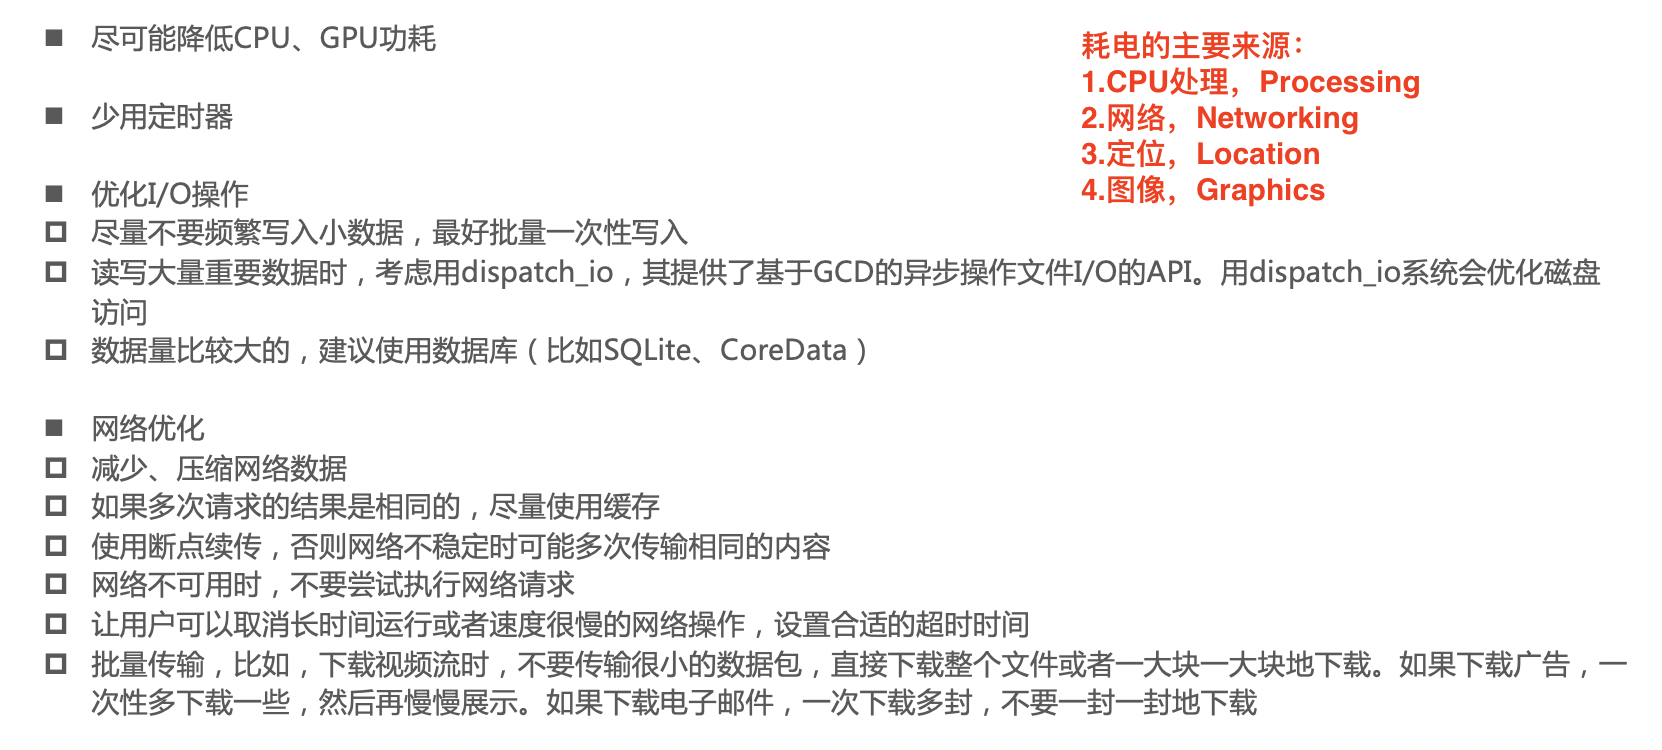 尽可能降低CPU、GPU功耗
少用定时器
优化I/O操作
尽量不要频繁写入小数据，最好批量一次性写入
读写大量重要数据时，考虑用dispatch_io，其提供了基于GCD的异步操作文件I/O的API。用dispatch_io系统会优化磁盘
访问
数据量比较大的，建议使用数据库（比如SQLite、CoreData）
网络优化
减少、压缩网络数据
如果多次请求的结果是相同的，尽量使用缓存
使用断点续传，否则网络不稳定时可能多次传输相同的内容
网络不可用时，不要尝试执行网络请求
让用户可以取消长时间运行或者速度很慢的网络操作，设置合适的超时时间
批量传输，比如，下载视频流时，不要传输很小的数据包，直接下载整个文件或者一大块一大块地下载。如果下载广告，一
次性多下载一些，然后再慢慢展示。如果下载电子邮件，一次下载多封，不要一封一封地下载
耗电的主要来源：
1.CPU处理，Processing
2.网络，Networking
3.定位，Location
4.图像，Graphics